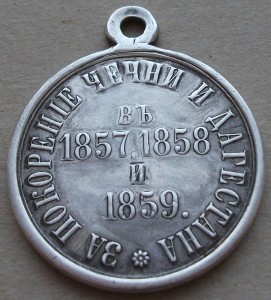 ЗА ПОКОРЕНІЕ ЧЕЧНИ И ДАГЕСТАНА
ВЪ
1857,1858
И
1859.